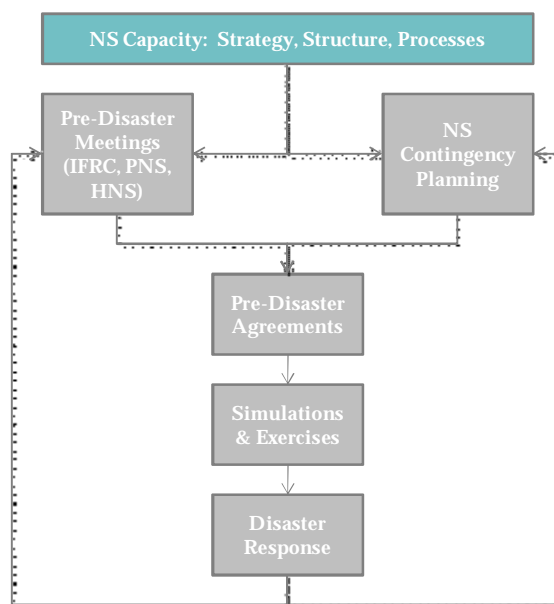 NS Capacity:  Strategy, Structure, Processes
Pre-Disaster
Meetings
(IFRC, PNS,
HNS)
NS
Contingency
Planning
Pre-Disaster
Agreements
Simulations
& Exercises
Disaster
Response